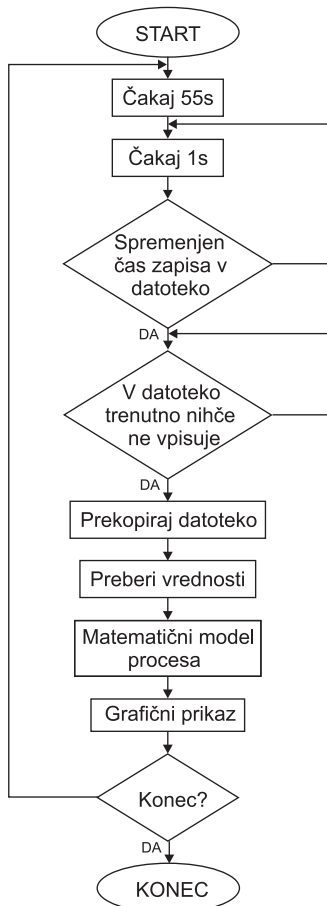 START
Čakaj 55s
Čakaj 1s
Spremenjen
čas zapisa v
datoteko
DA
V datoteko
trenutno nihče
ne vpisuje
DA
Prekopiraj datoteko
Preberi vrednosti
Matematični model
procesa
Grafični prikaz
Konec?
DA
KONEC